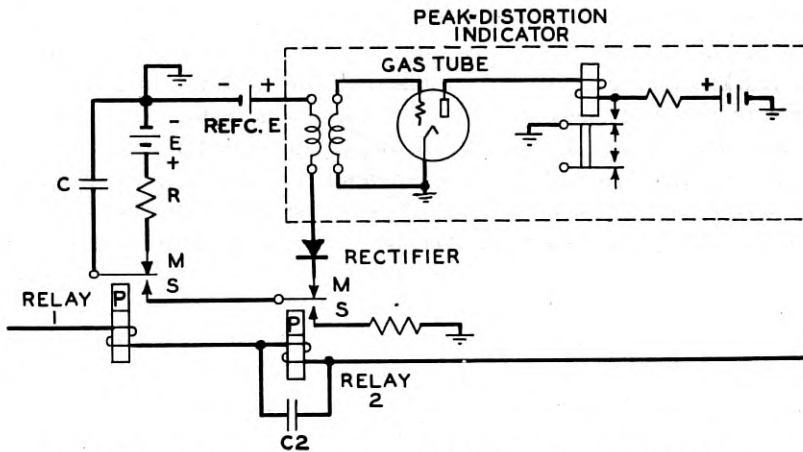 PEAK-DISTORTION
INDICATOR
GAS TUBE
- +
REFC. E
+
-
E
+
C
R
M
S
RECTIFIER
M
S
RELAY
1
P
P
RELAY
2
C2